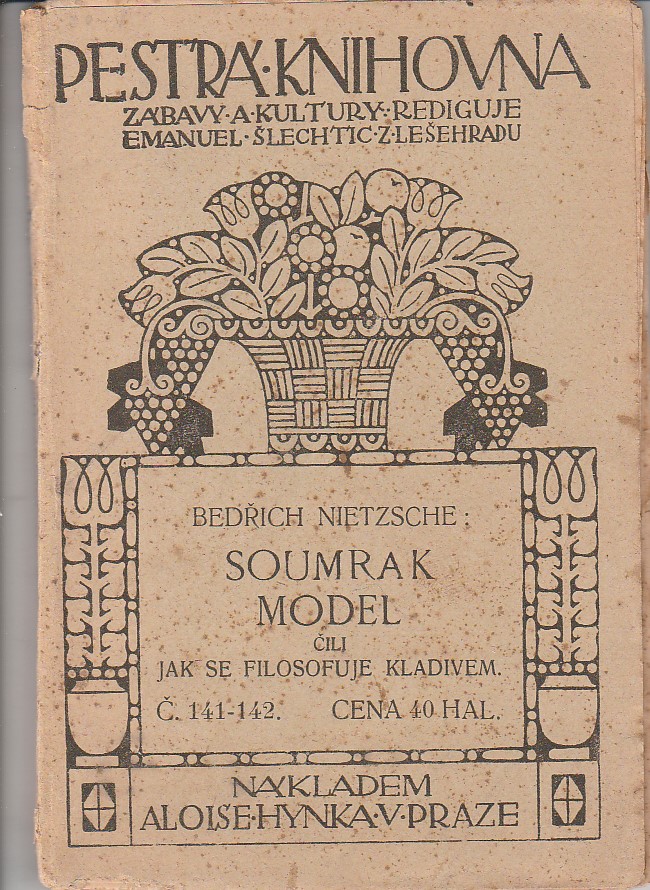 PESTRÁ·KNIHOVNA
ZÁBAVY·A·KULTURY·REDIGUJE
EMANUEL·ŠLECHTIC·Z·LEŠEHRADU
BEDŘICH NIETZSCHE:
SOUMRAK
MODEL
ČILI
JAK SE FILOSOFUJE KLADIVEM.
Č. 141-142. CENA 40 HAL.
NÁKLADEM
ALOISE·HYNKA·V·PRAZE